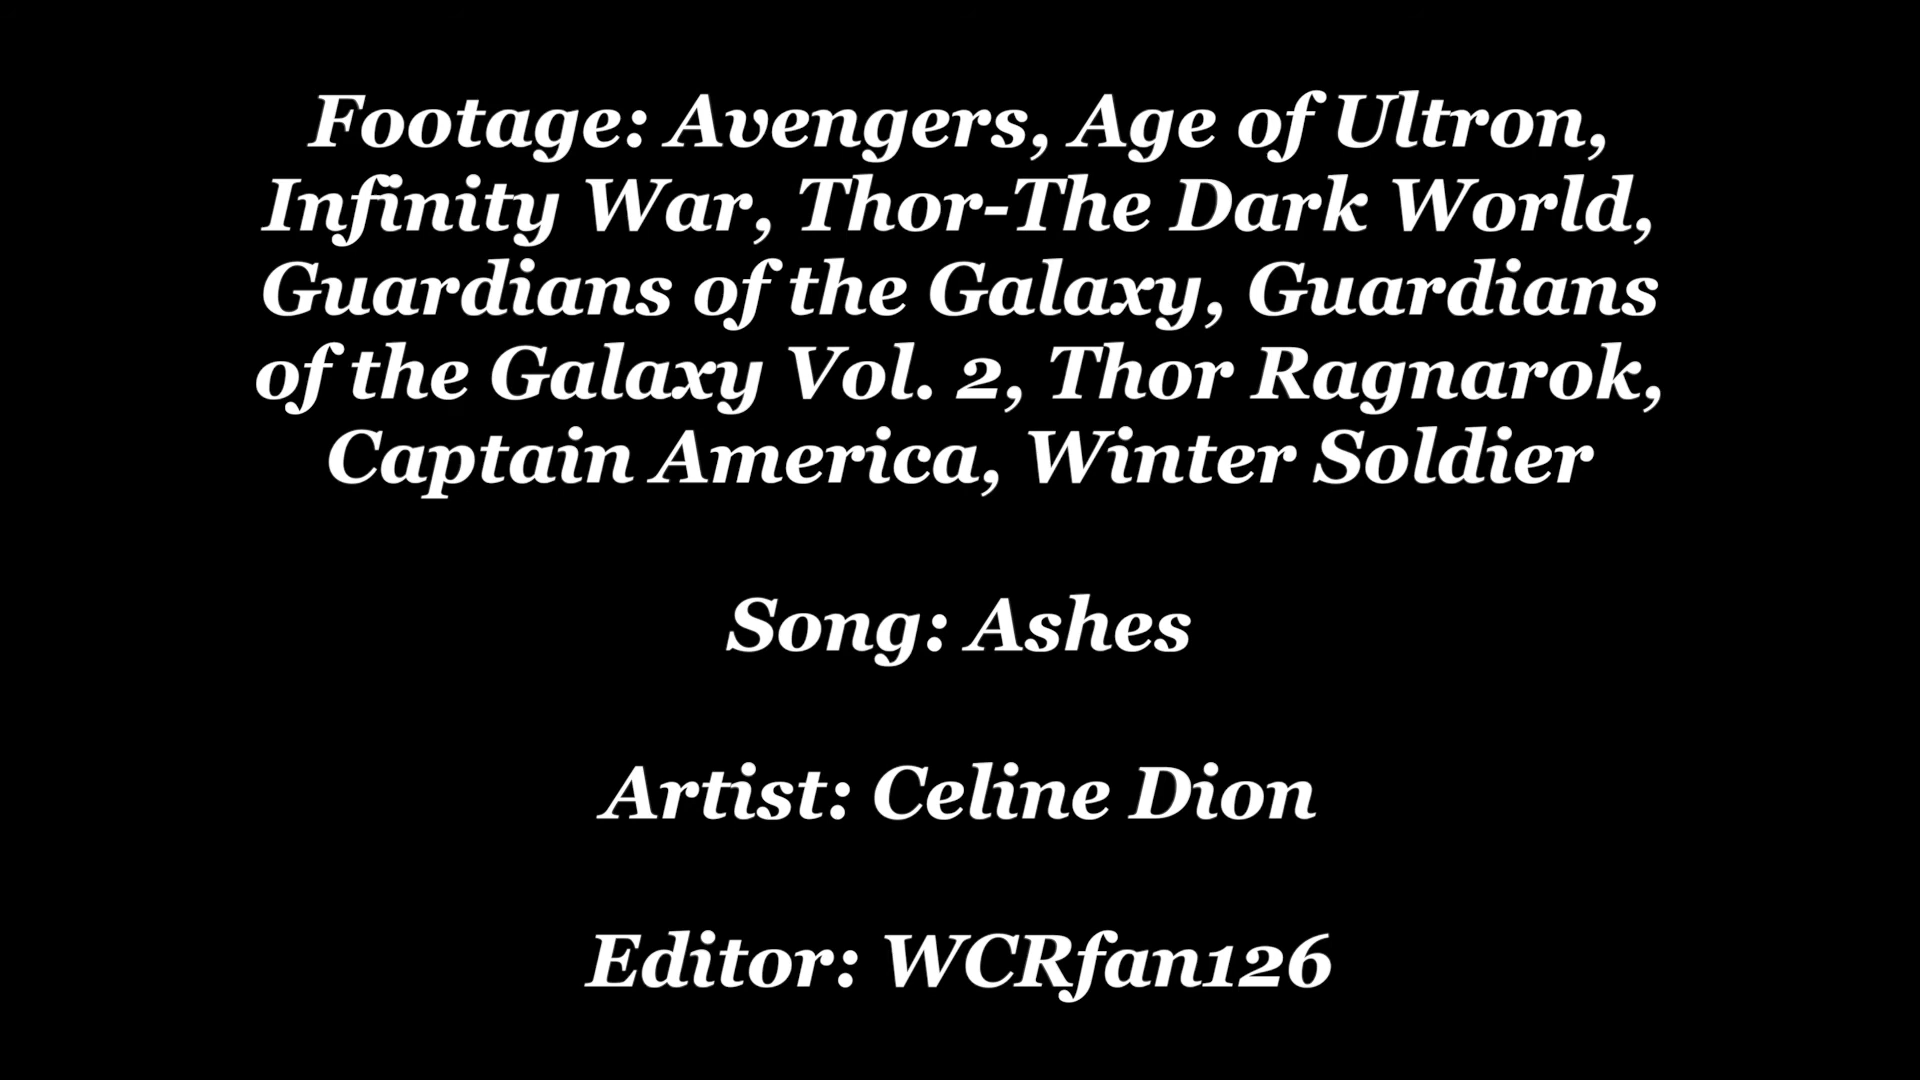 Footage: Avengers, Age of Ultron,
Infinity War, Thor-The Dark World,
Guardians of the Galaxy, Guardians
of the Galaxy Vol. 2, Thor Ragnarok,
Captain America, Winter Soldier
Song: Ashes
Artist: Celine Dion
Editor: WCRfan126